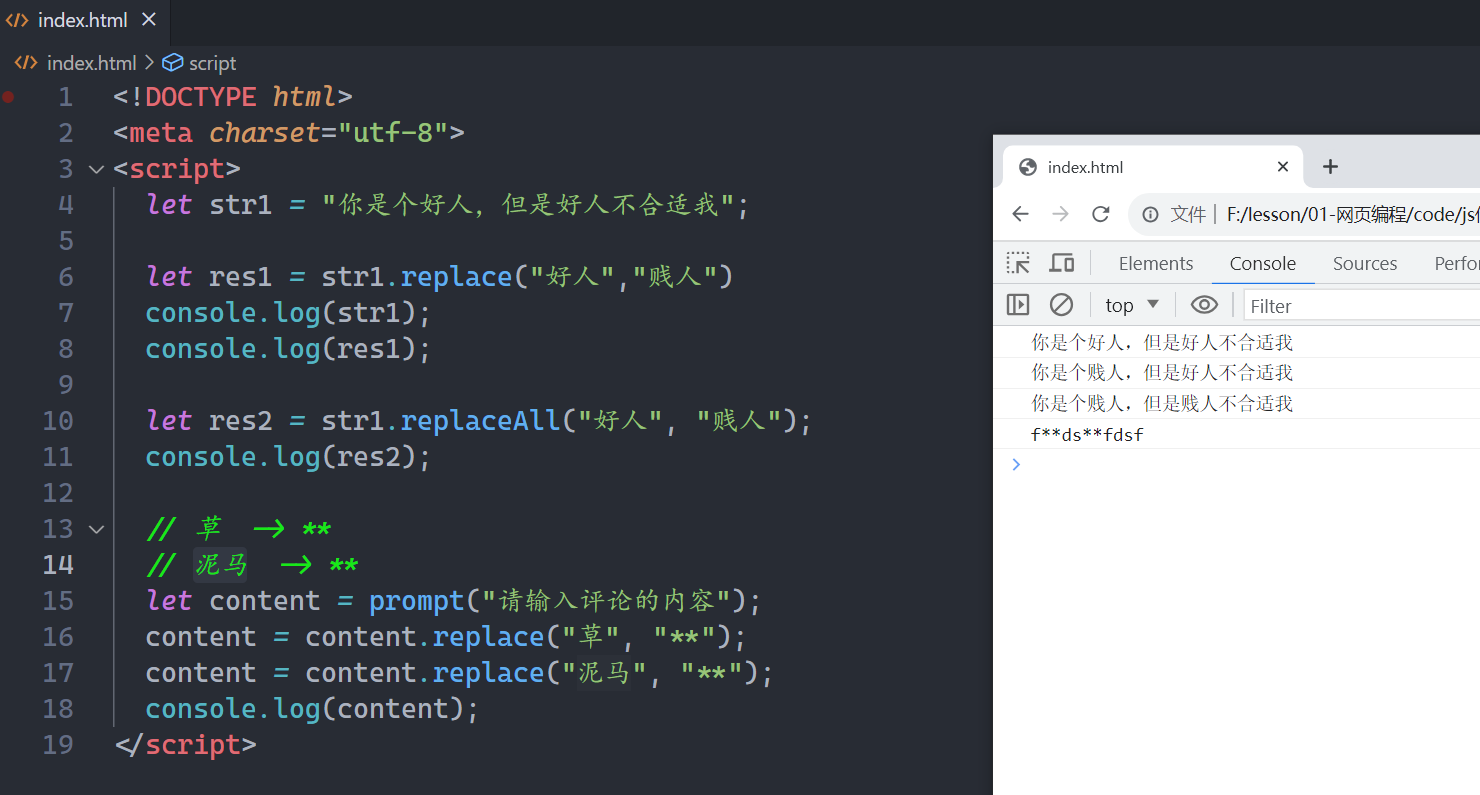 index.html
index.html > script
1 <!DOCTYPE html>
2 <meta charset="utf-8">
3 <script>
4 let str1 = "你是个好人，但是好人不合适我";
5
6 let res1 = str1.replace("好人","贱人")
7 console.log(str1);
8 console.log(res1);
9
10 let res2 = str1.replaceAll("好人", "贱人");
11 console.log(res2);
12
13 // 草 --> **
14 // 泥马 --> **
15 let content = prompt("请输入评论的内容");
16 content = content.replace("草", "**");
17 content = content.replace("泥马", "**");
18 console.log(content);
19 </script>
index.html
文件 F:/lesson/01-网页编程/code/js
Elements Console Sources Perfor
top Filter
你是个好人，但是好人不合适我
你是个贱人，但是好人不合适我
你是个贱人，但是贱人不合适我
f**ds**fdsf